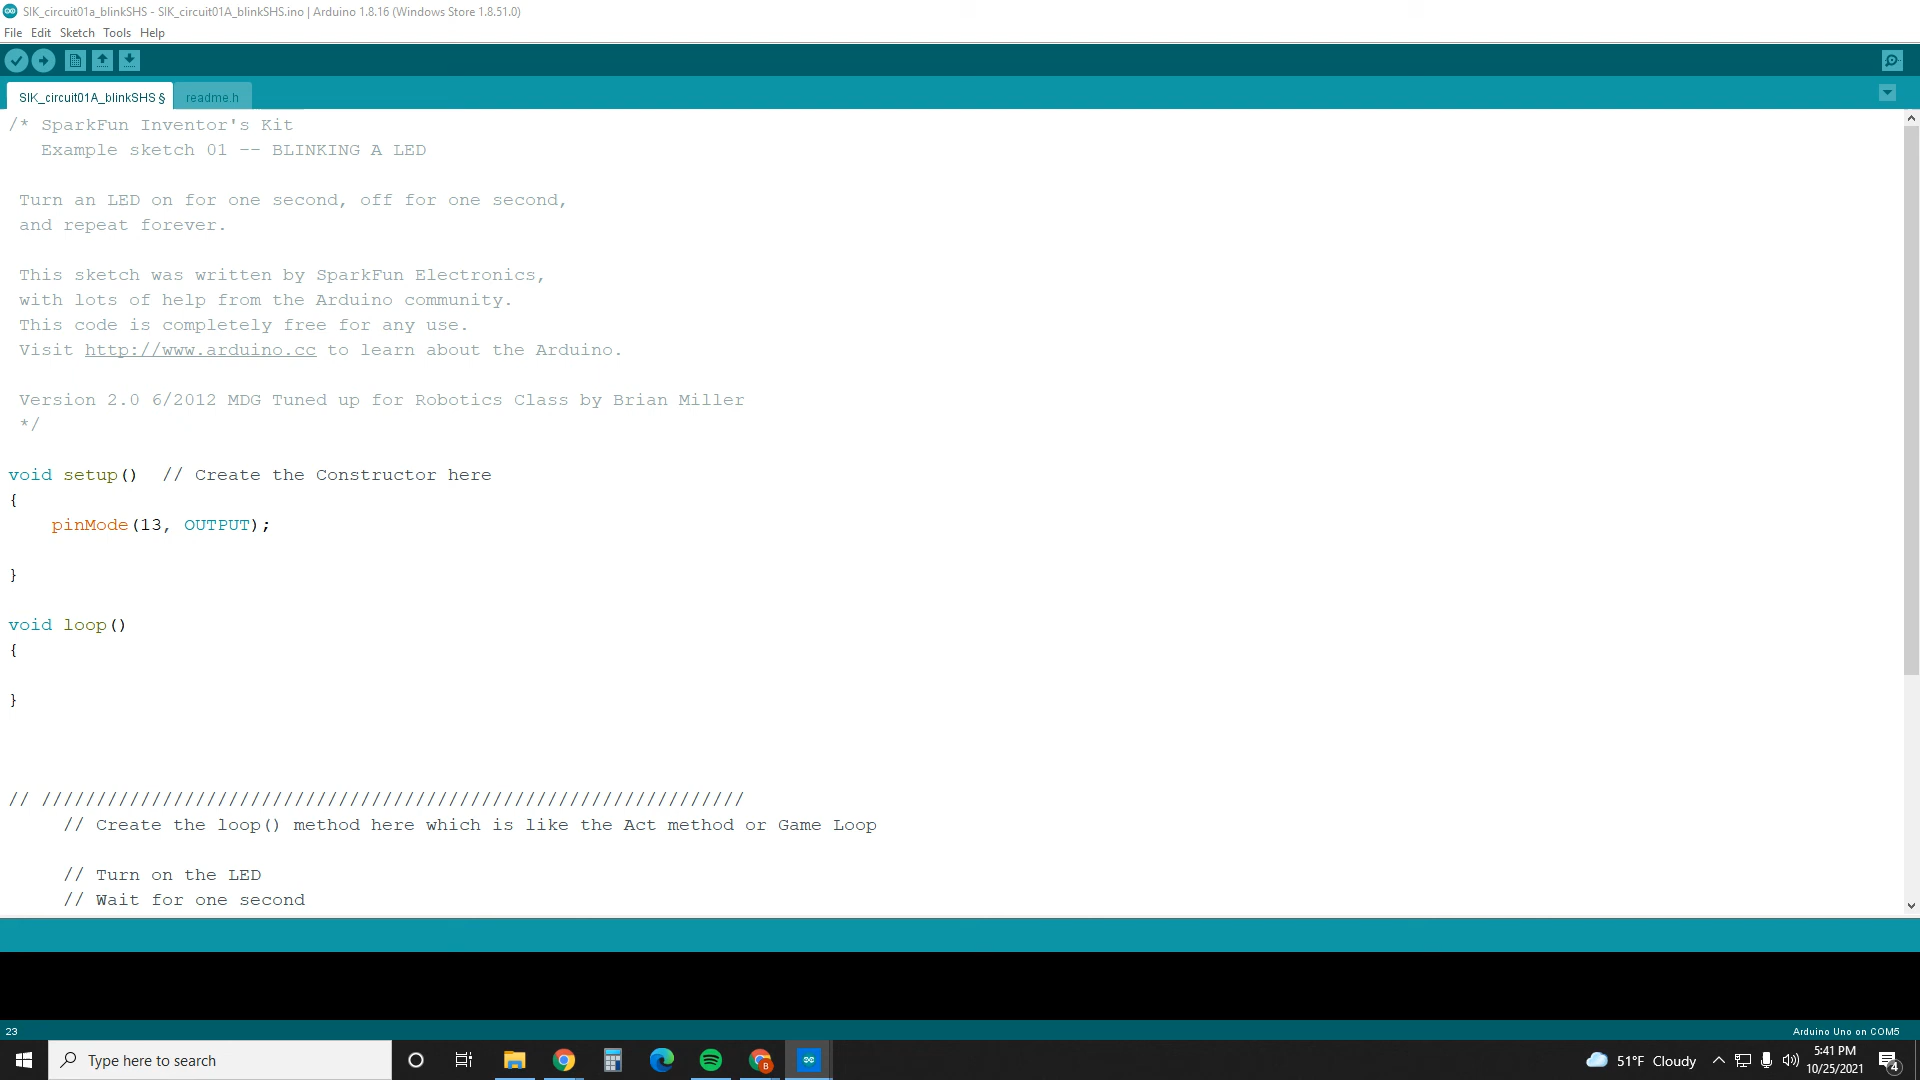 SIK_circuit01a_blinkSHS - SIK_circuit01A_blinkSHS.ino | Arduino 1.8.16 (Windows Store 1.8.51.0)
File Edit Sketch Tools Help
SIK_circuit01A_blinkSHS § readme.h
/* SparkFun Inventor's Kit
Example sketch 01 -- BLINKING A LED
Turn an LED on for one second, off for one second,
and repeat forever.
This sketch was written by SparkFun Electronics,
with lots of help from the Arduino community.
This code is completely free for any use.
Visit http://www.arduino.cc to learn about the Arduino.
Version 2.0 6/2012 MDG Tuned up for Robotics Class by Brian Miller
*/
void setup() // Create the Constructor here
{
pinMode(13, OUTPUT);
}
void loop()
{
}
// ////////////////////////////////////////////////////////////////
// Create the loop() method here which is like the Act method or Game Loop
// Turn on the LED
// Wait for one second
23 Arduino Uno on COM5
Type here to search
B
51°F Cloudy
5:41 PM
10/25/2021
4